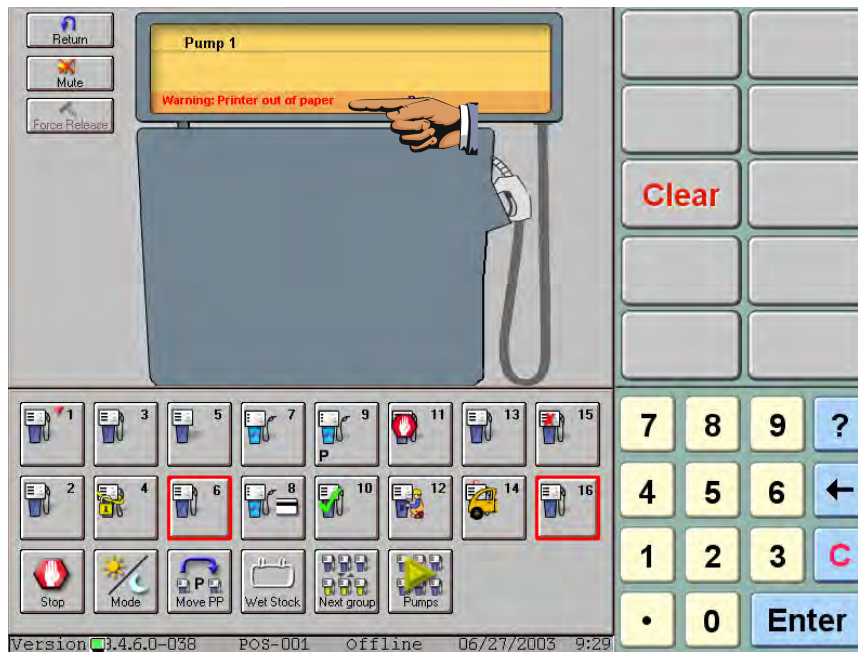 Return
Mute
Force Release
Pump 1
Warning: Printer out of paper
Clear
1 3 5 7 9 11 13 15
P
2 4 6 8 10 12 14 16
Stop
Mode
P
Move PP
Wet Stock
Next group
Pumps
7 8 9 ?
4 5 6 ←
1 2 3 C
. 0 Enter
Version 3.4.6.0-038 POS-001 Offline 06/27/2003 9:29